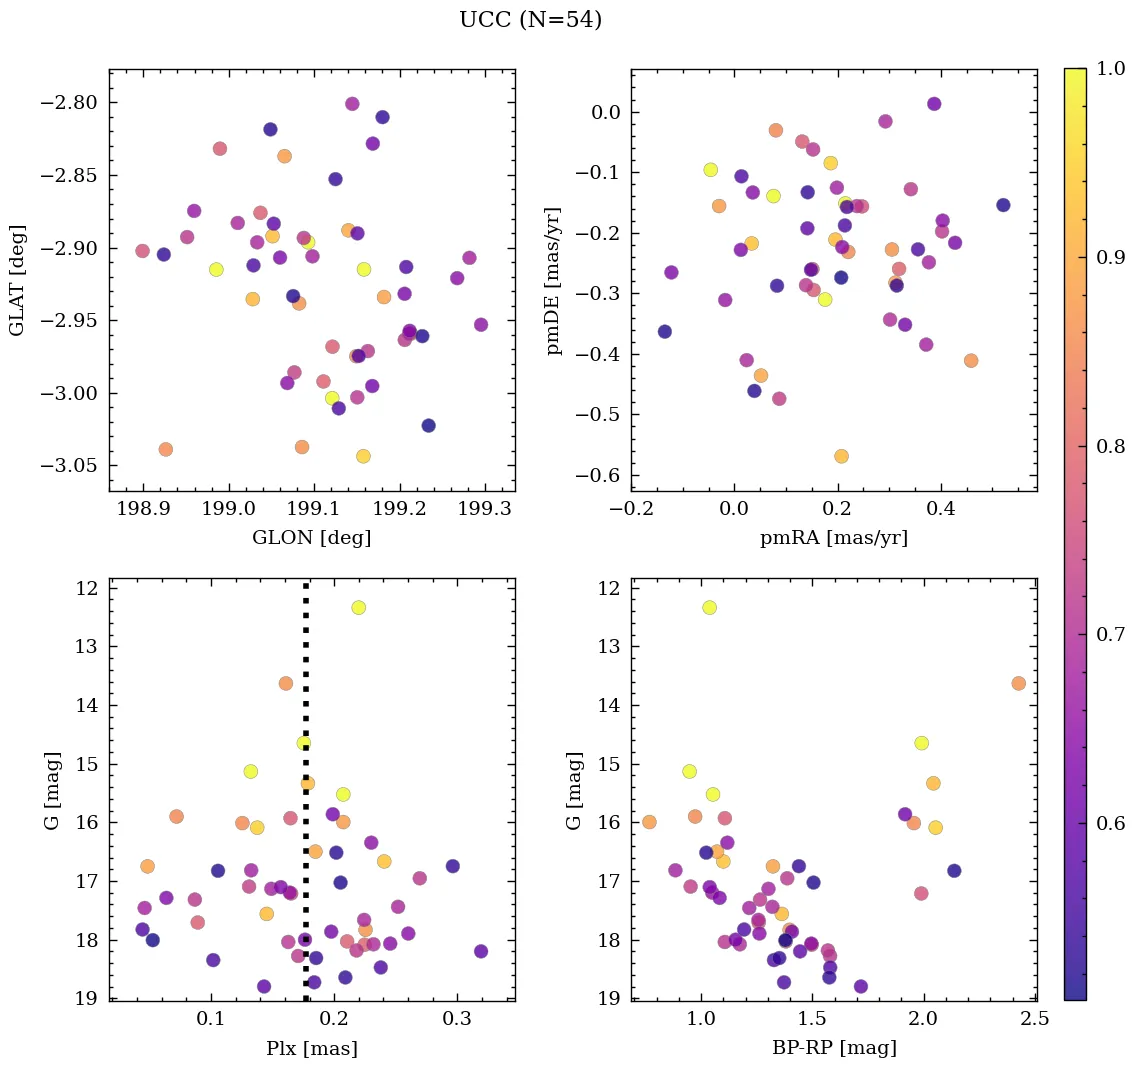 UCC (N=54)
−2.80
−2.85
−2.90
−2.95
−3.00
−3.05
GLAT [deg]
198.9 199.0 199.1 199.2 199.3
GLON [deg]
0.0
−0.1
−0.2
−0.3
−0.4
−0.5
−0.6
pmDE [mas/yr]
−0.2 0.0 0.2 0.4
pmRA [mas/yr]
12
13
14
15
16
17
18
19
G [mag]
0.1 0.2 0.3
Plx [mas]
12
13
14
15
16
17
18
19
G [mag]
1.0 1.5 2.0 2.5
BP-RP [mag]
1.0
0.9
0.8
0.7
0.6